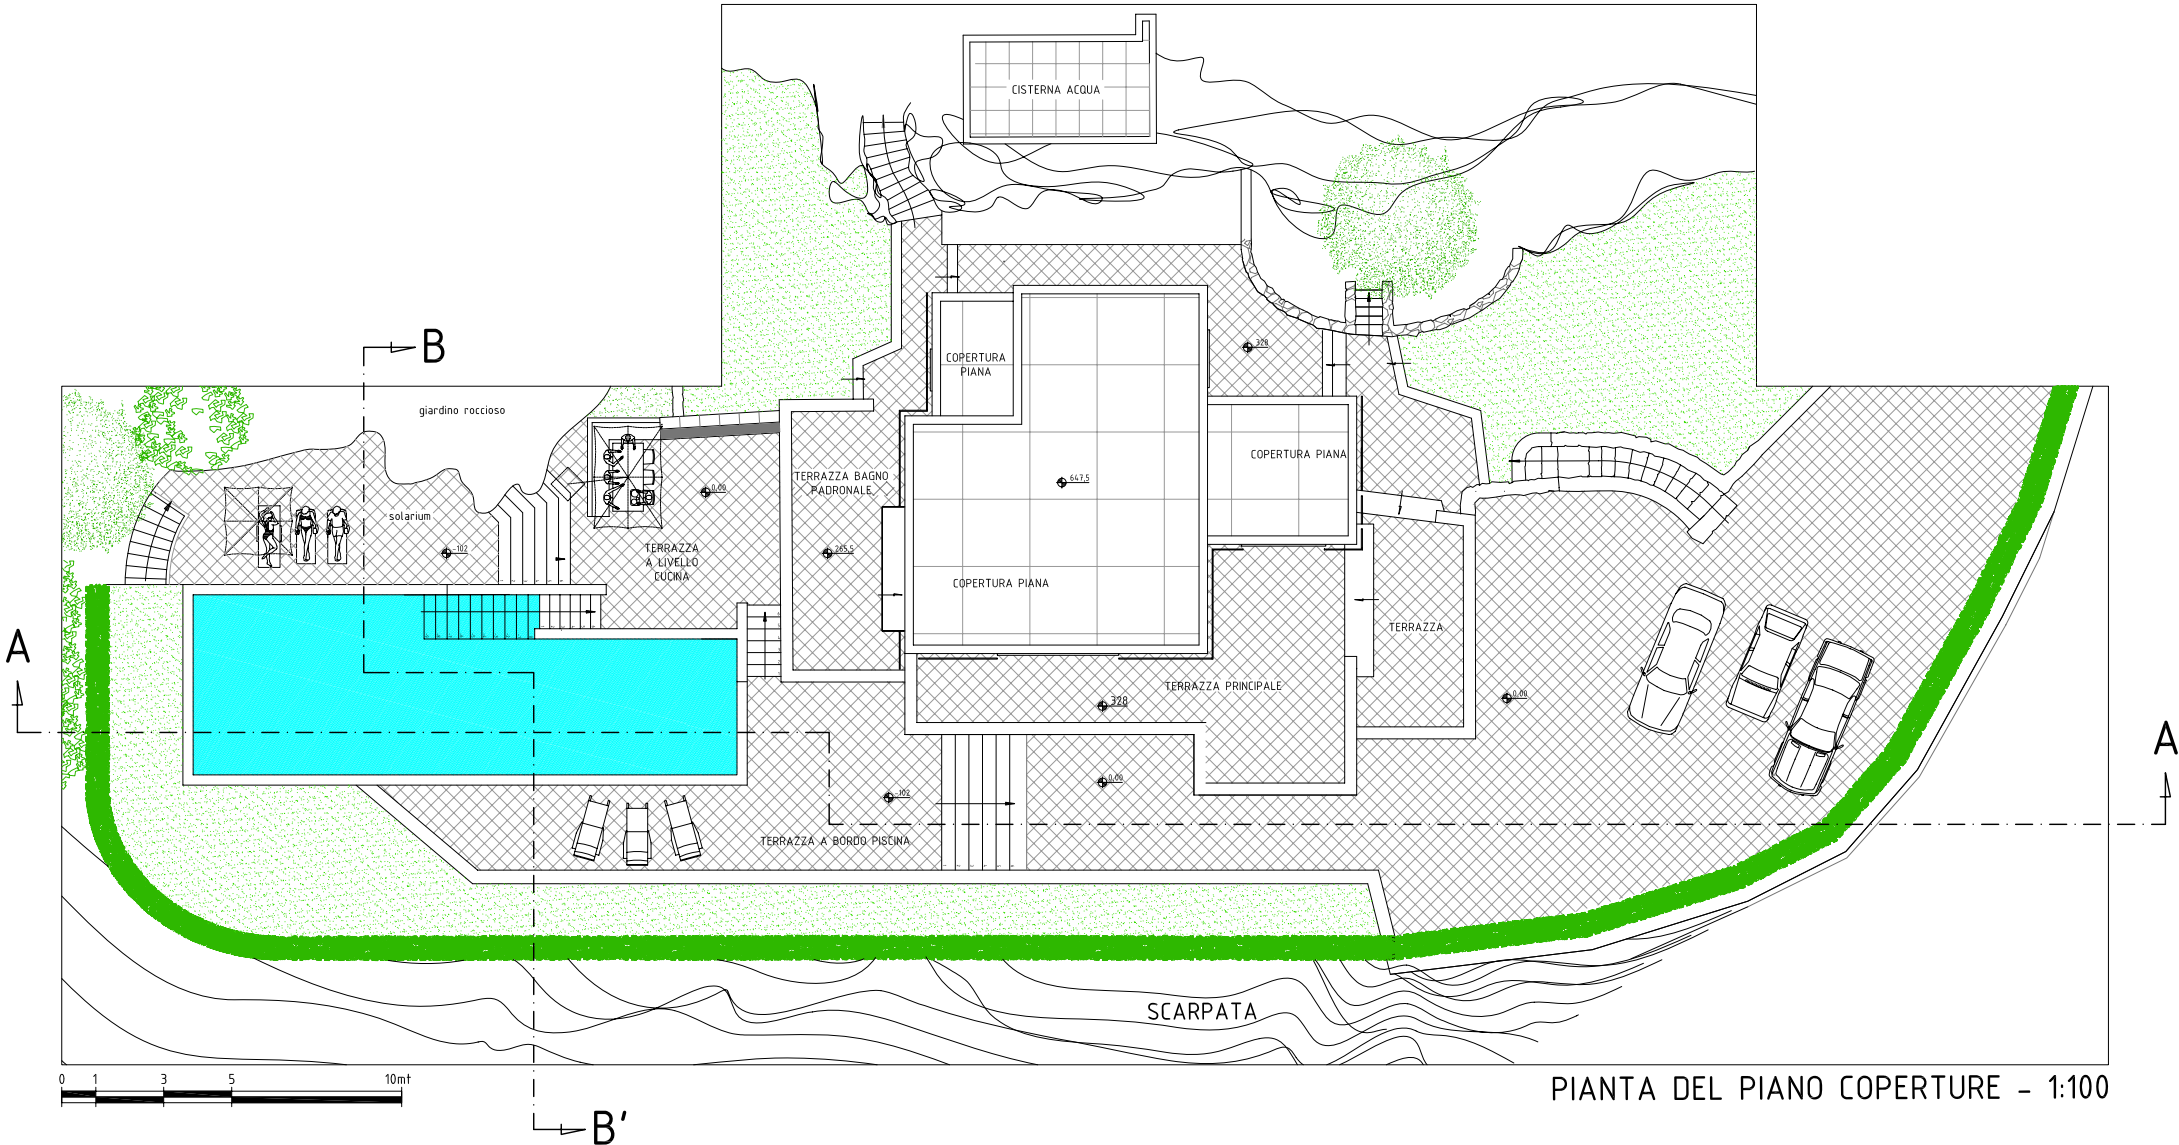 CISTERNA ACQUA
B
COPERTURA
PIANA
328
giardino roccioso
COPERTURA PIANA
TERRAZZA BAGNO
PADRONALE
647,5
0,00
solarium
-102
265,5
TERRAZZA
A LIVELLO
CUCINA
COPERTURA PIANA
TERRAZZA
A
TERRAZZA PRINCIPALE
328
0,00
A
0,00
-102
TERRAZZA A BORDO PISCINA
SCARPATA
0 1 3 5 10mt
PIANTA DEL PIANO COPERTURE - 1:100
B'